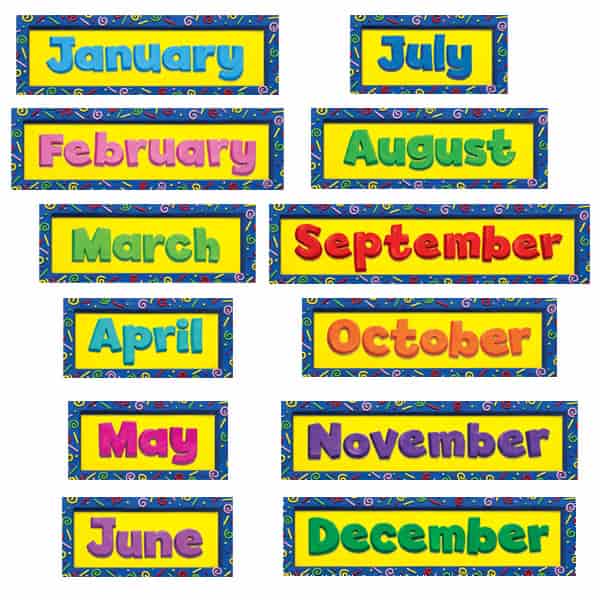 January
February
March
April
May
June
July
August
September
October
November
December